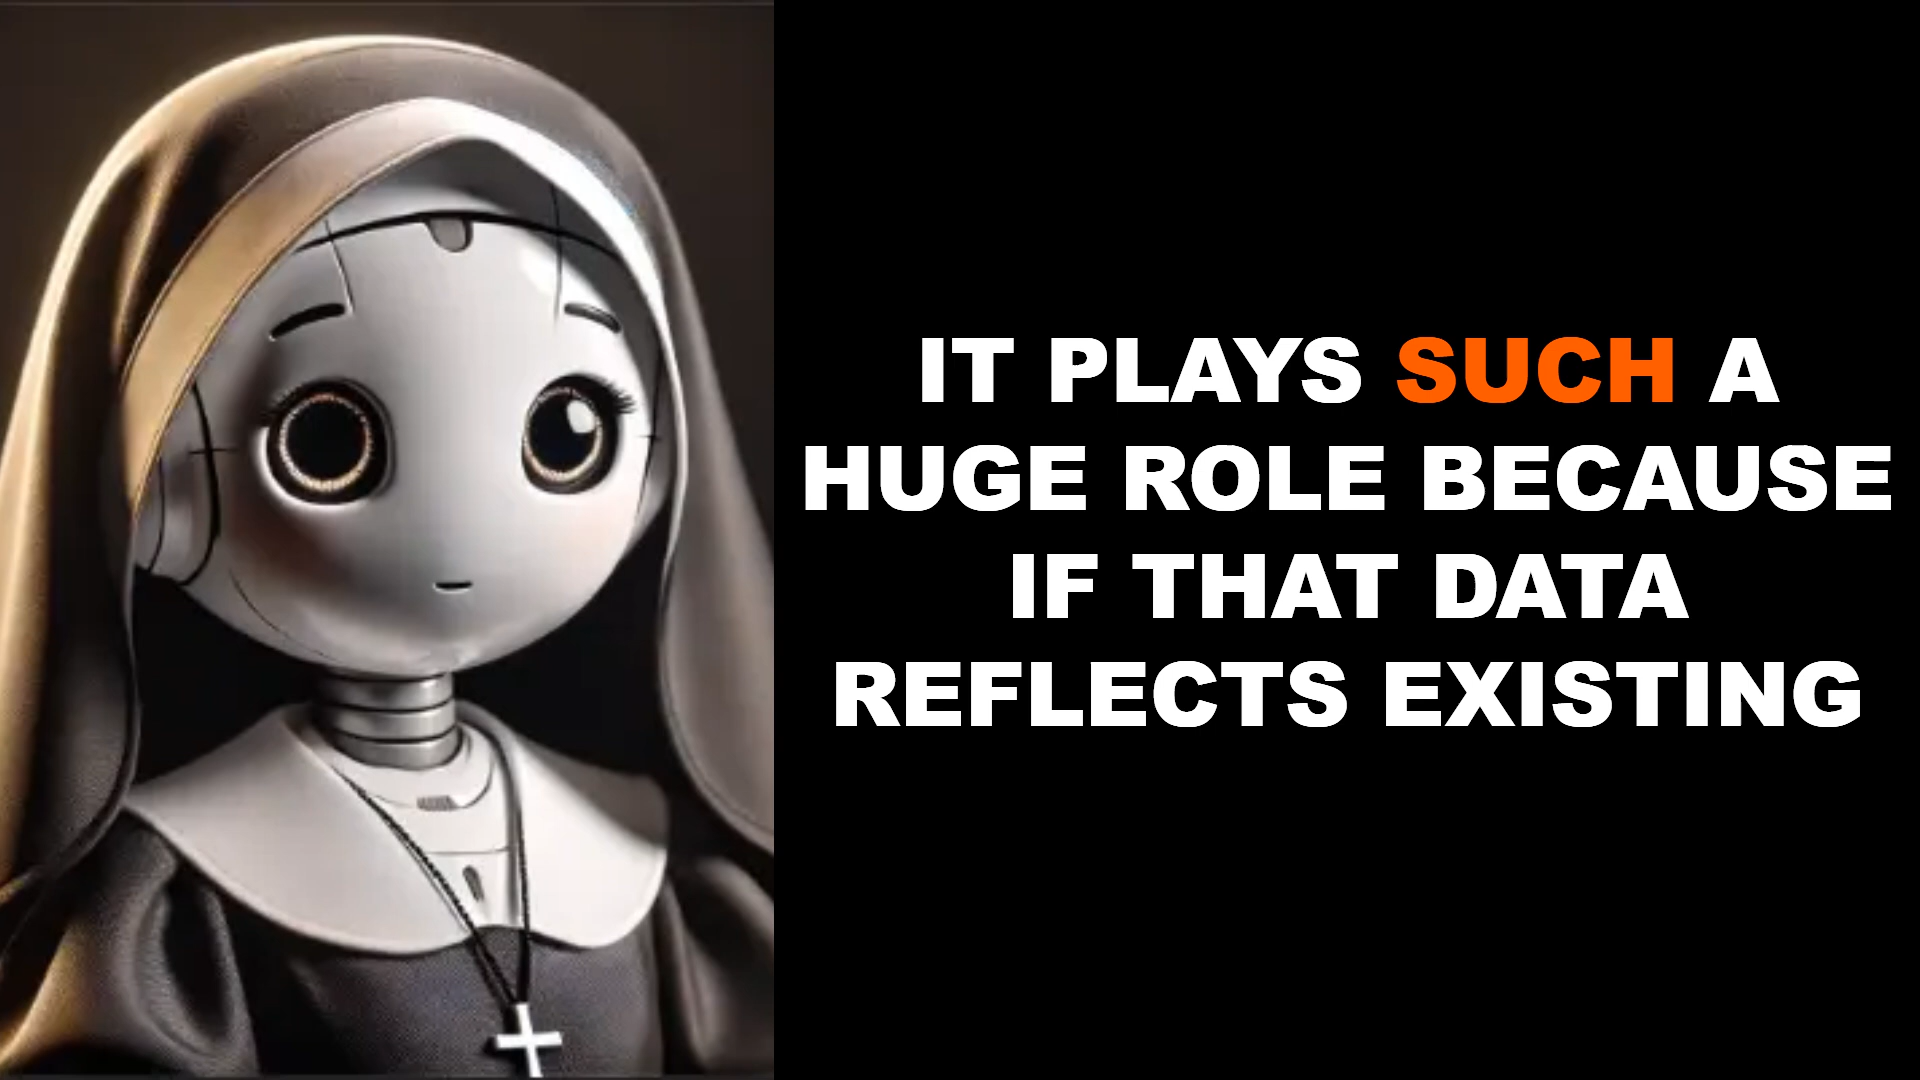 IT PLAYS SUCH A
HUGE ROLE BECAUSE
IF THAT DATA
REFLECTS EXISTING